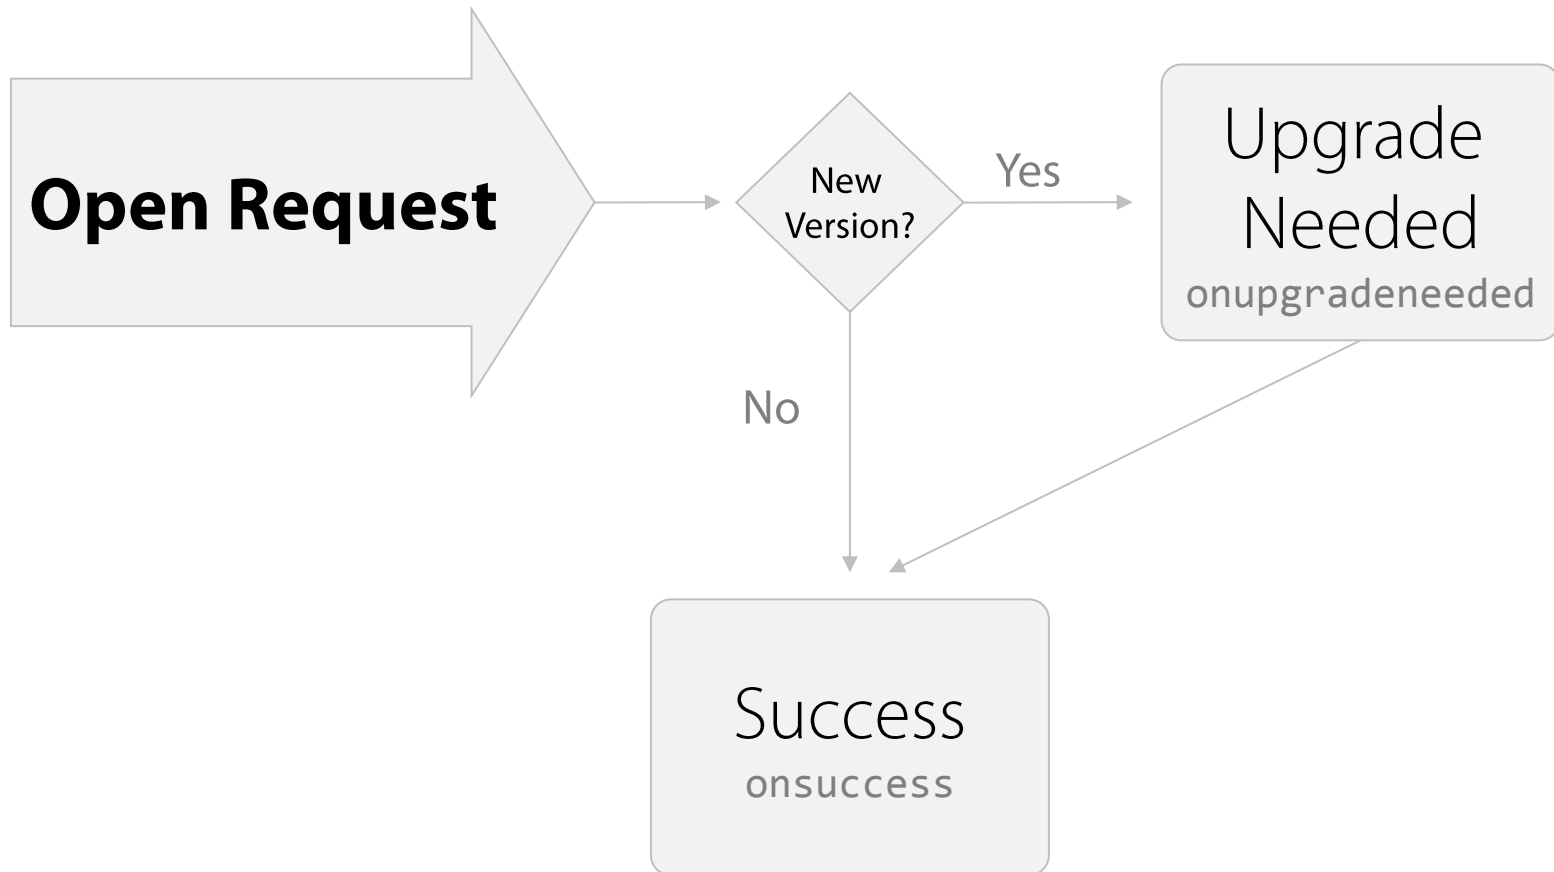 Open Request
New
Version?
Yes
Upgrade
Needed
onupgradeneeded
No
Success
onsuccess